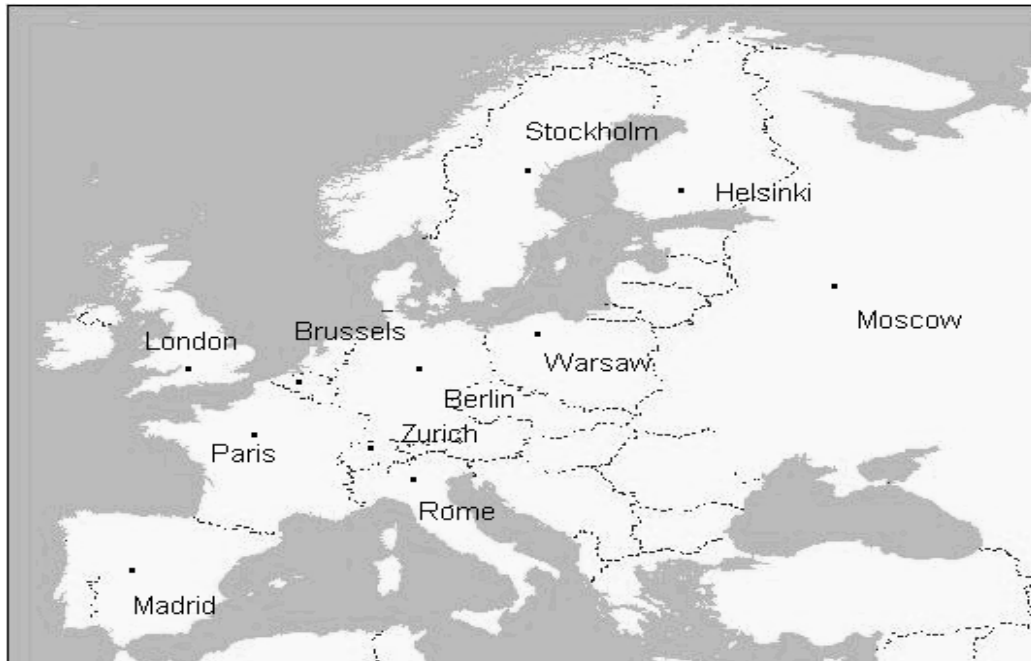 Stockholm
Helsinki
Moscow
Brussels
London
Warsaw
Berlin
Zurich
Paris
Rome
Madrid